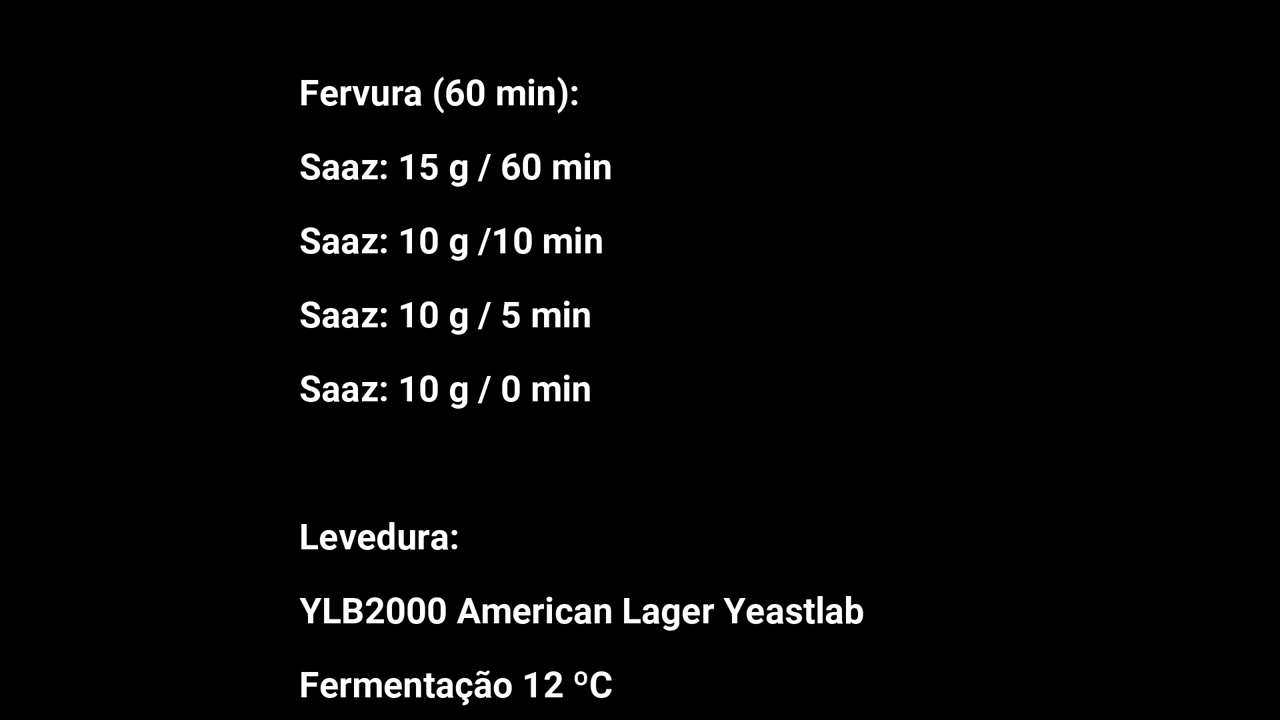 Fervura (60 min):
Saaz: 15 g / 60 min
Saaz: 10 g /10 min
Saaz: 10 g / 5 min
Saaz: 10 g / 0 min
Levedura:
YLB2000 American Lager Yeastlab
Fermentação 12 ºC